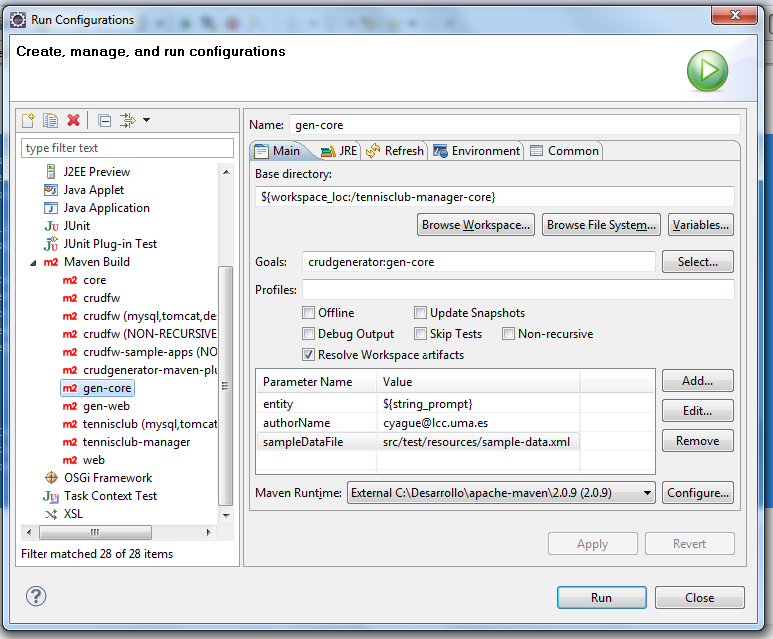 Run Configurations
Create, manage, and run configurations
type filter text
J2EE Preview
Java Applet
Java Application
Ju JUnit
JUnit Plug-in Test
m2 Maven Build
m2 core
m2 crudfw
m2 crudfw (mysql,tomcat,de
m2 crudfw (NON-RECURSIVE
m2 crudfw-sample-apps (NO
m2 crudgenerator-maven-plu
m2 gen-core
m2 gen-web
m2 tennisclub (mysql,tomcat
m2 tennisclub-manager
m2 web
OSGi Framework
Ju Task Context Test
XSL
Filter matched 28 of 28 items
Name: gen-core
Main JRE Refresh Environment Common
Base directory:
${workspace_loc:/tennisclub-manager-core}
Browse Workspace... Browse File System... Variables...
Goals: crudgenerator:gen-core Select...
Profiles:
Offline Update Snapshots
Debug Output Skip Tests Non-recursive
Resolve Workspace artifacts
Parameter Name Value
entity ${string_prompt}
authorName cyague@lcc.uma.es
sampleDataFile src/test/resources/sample-data.xml
Add...
Edit...
Remove
Maven Runtime: External C:\Desarrollo\apache-maven\2.0.9 (2.0.9) Configure...
Apply Revert
? Run Close